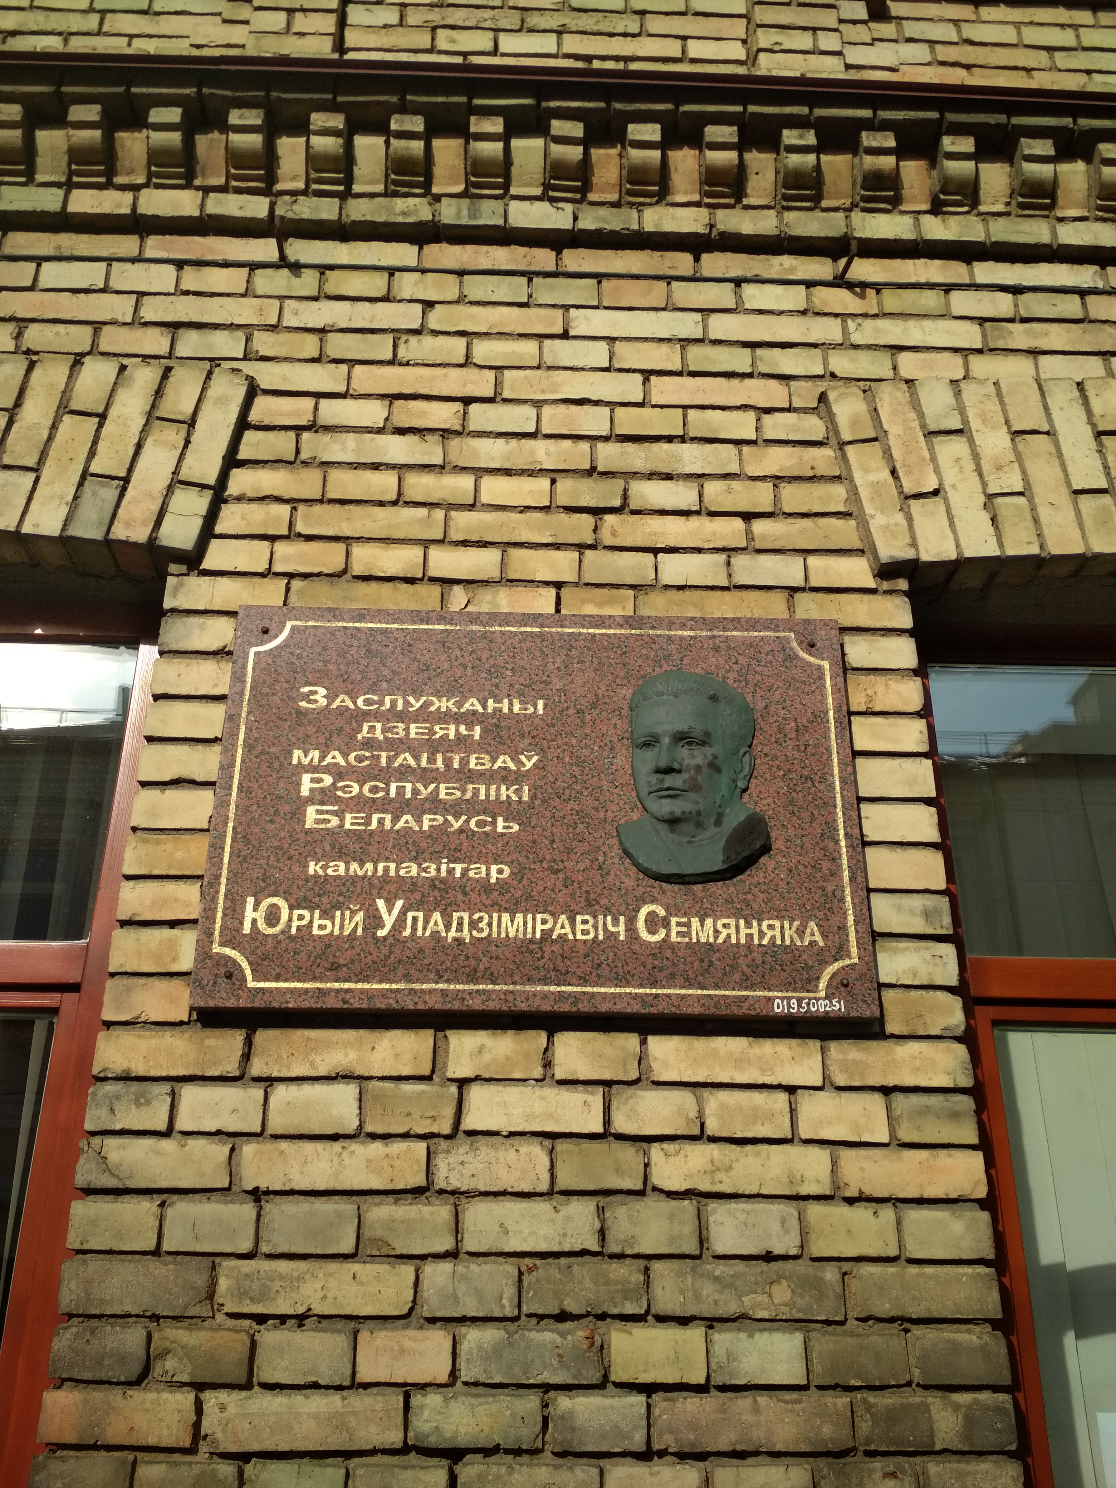 Заслужаны
дзеяч
мастацтваў
Рэспублікі
Беларусь
кампазітар
Юрый Уладзіміравіч Семяняка
019500251